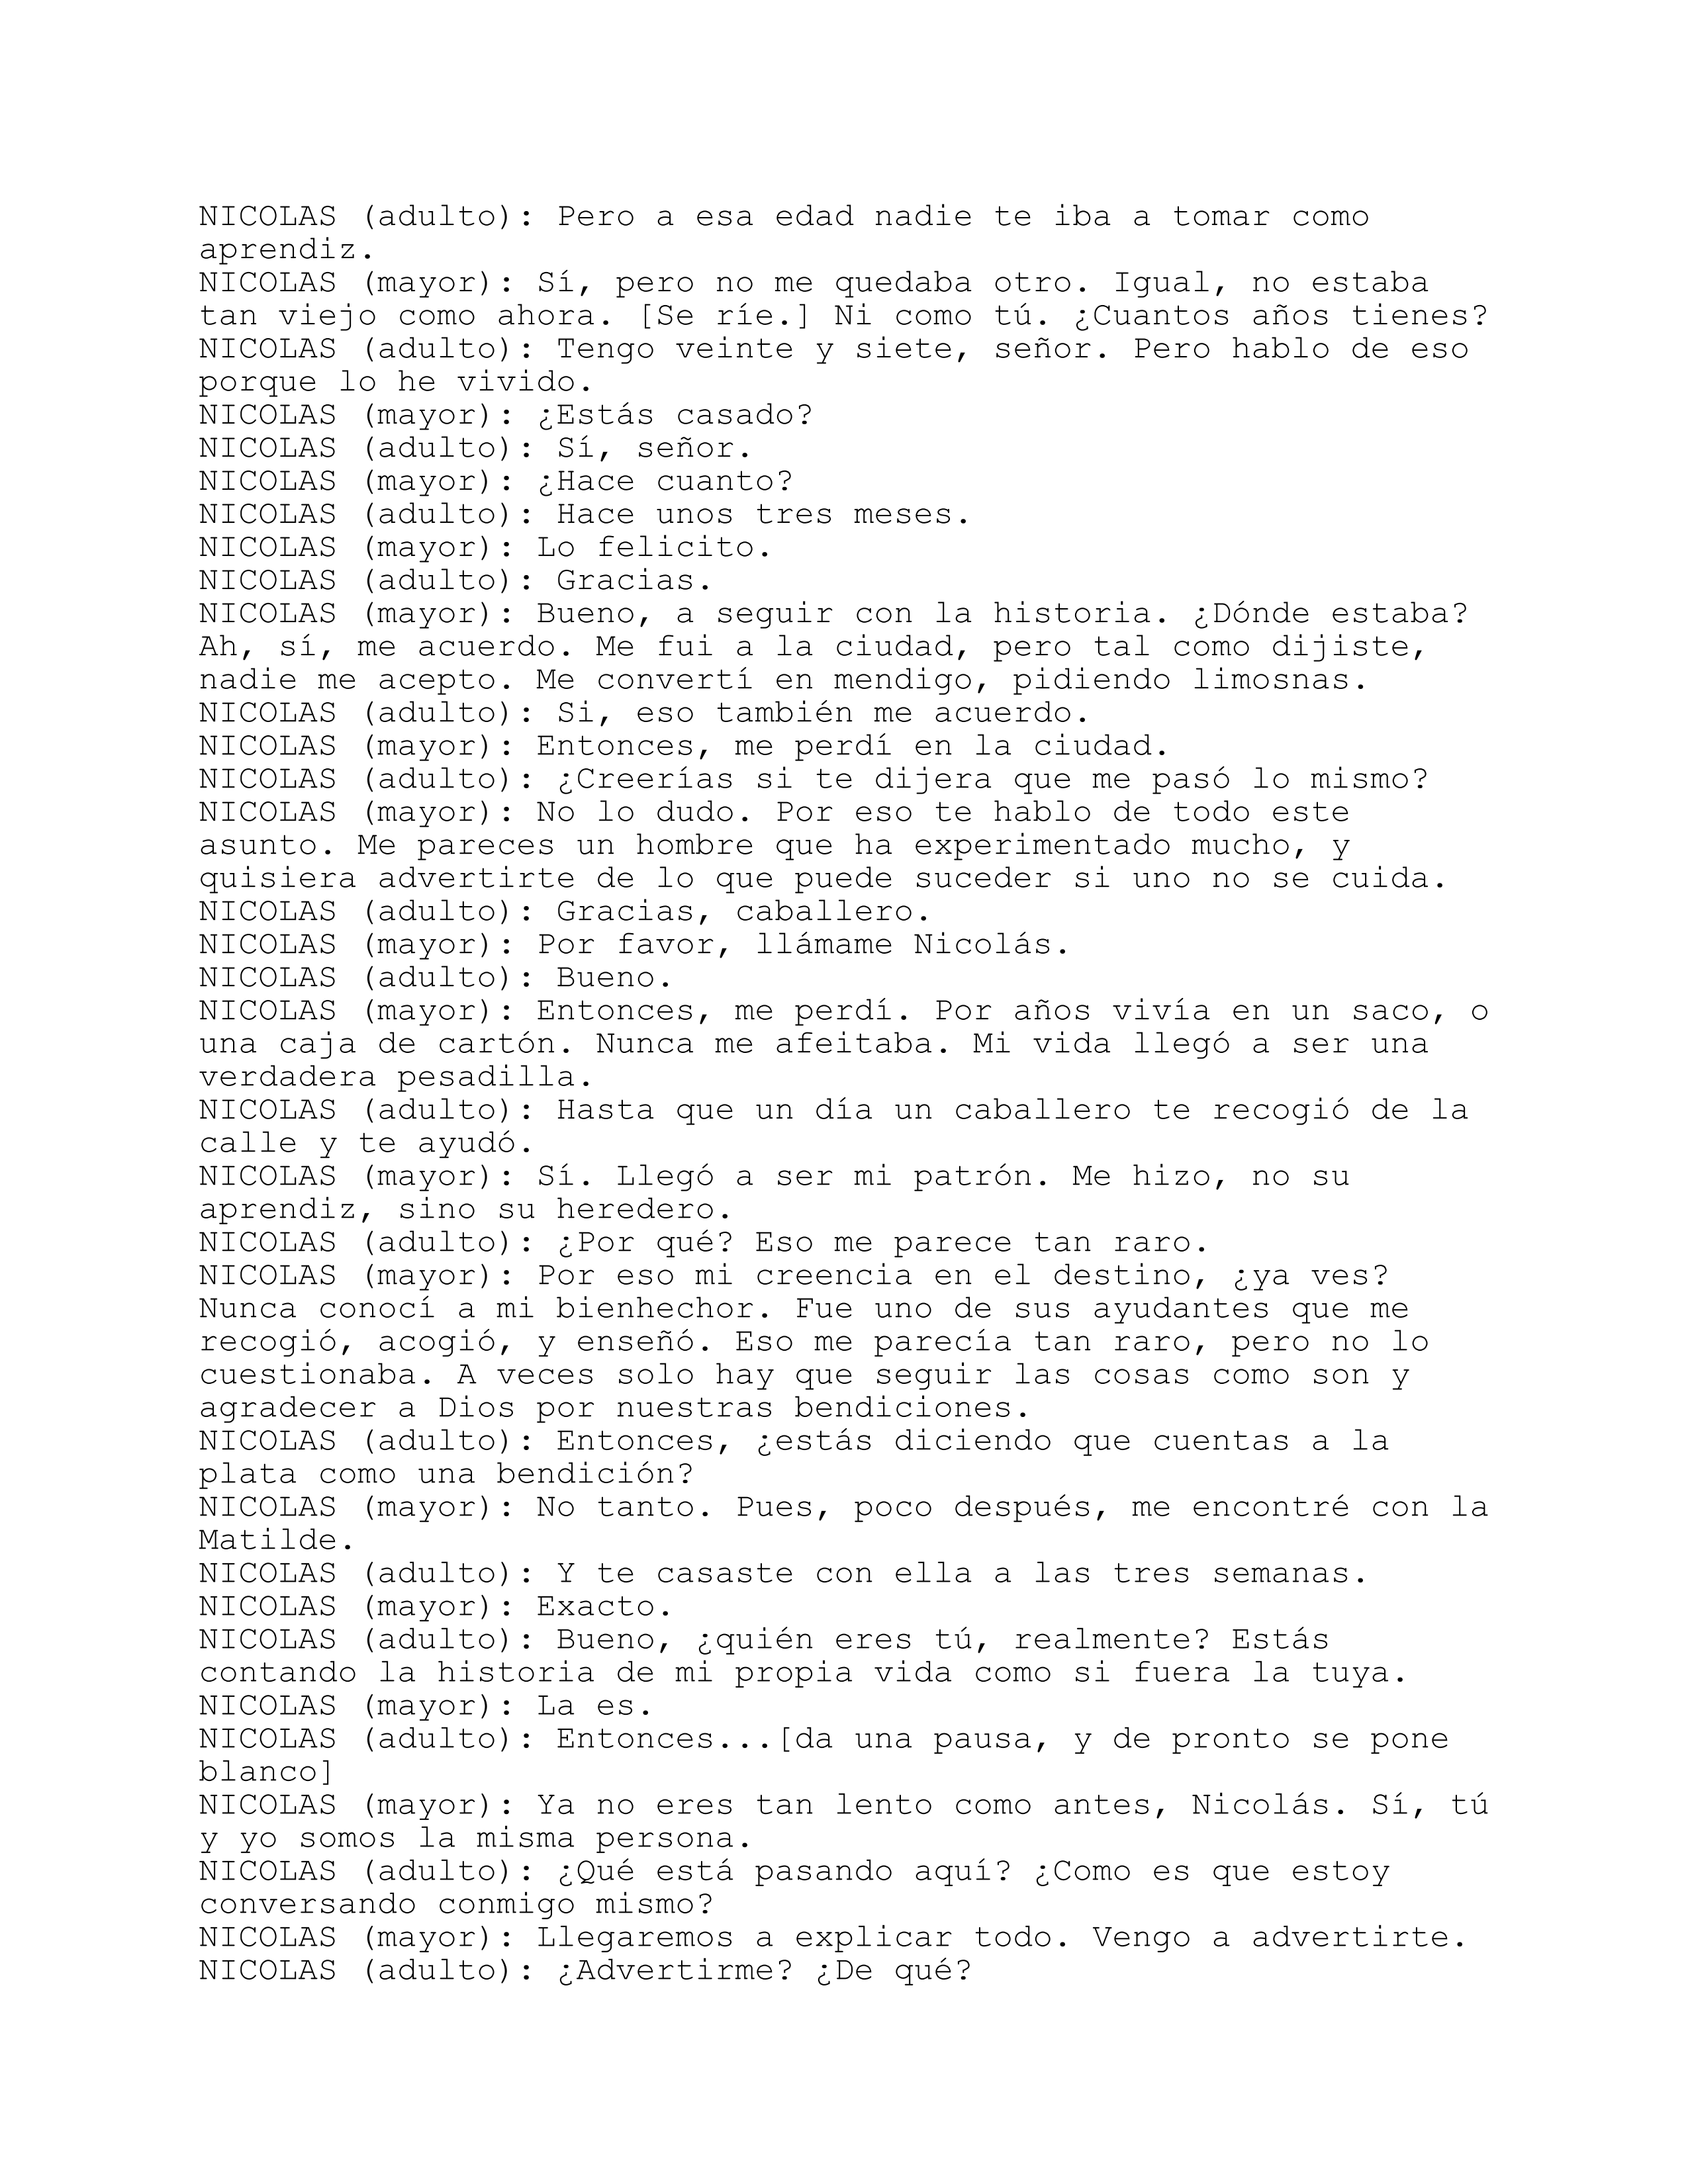 NICOLAS (adulto): Pero a esa edad nadie te iba a tomar como
aprendiz.
NICOLAS (mayor): Sí, pero no me quedaba otro. Igual, no estaba
tan viejo como ahora. [Se ríe.] Ni como tú. ¿Cuantos años tienes?
NICOLAS (adulto): Tengo veinte y siete, señor. Pero hablo de eso
porque lo he vivido.
NICOLAS (mayor): ¿Estás casado?
NICOLAS (adulto): Sí, señor.
NICOLAS (mayor): ¿Hace cuanto?
NICOLAS (adulto): Hace unos tres meses.
NICOLAS (mayor): Lo felicito.
NICOLAS (adulto): Gracias.
NICOLAS (mayor): Bueno, a seguir con la historia. ¿Dónde estaba?
Ah, sí, me acuerdo. Me fui a la ciudad, pero tal como dijiste,
nadie me acepto. Me convertí en mendigo, pidiendo limosnas.
NICOLAS (adulto): Si, eso también me acuerdo.
NICOLAS (mayor): Entonces, me perdí en la ciudad.
NICOLAS (adulto): ¿Creerías si te dijera que me pasó lo mismo?
NICOLAS (mayor): No lo dudo. Por eso te hablo de todo este
asunto. Me pareces un hombre que ha experimentado mucho, y
quisiera advertirte de lo que puede suceder si uno no se cuida.
NICOLAS (adulto): Gracias, caballero.
NICOLAS (mayor): Por favor, llámame Nicolás.
NICOLAS (adulto): Bueno.
NICOLAS (mayor): Entonces, me perdí. Por años vivía en un saco, o
una caja de cartón. Nunca me afeitaba. Mi vida llegó a ser una
verdadera pesadilla.
NICOLAS (adulto): Hasta que un día un caballero te recogió de la
calle y te ayudó.
NICOLAS (mayor): Sí. Llegó a ser mi patrón. Me hizo, no su
aprendiz, sino su heredero.
NICOLAS (adulto): ¿Por qué? Eso me parece tan raro.
NICOLAS (mayor): Por eso mi creencia en el destino, ¿ya ves?
Nunca conocí a mi bienhechor. Fue uno de sus ayudantes que me
recogió, acogió, y enseñó. Eso me parecía tan raro, pero no lo
cuestionaba. A veces solo hay que seguir las cosas como son y
agradecer a Dios por nuestras bendiciones.
NICOLAS (adulto): Entonces, ¿estás diciendo que cuentas a la
plata como una bendición?
NICOLAS (mayor): No tanto. Pues, poco después, me encontré con la
Matilde.
NICOLAS (adulto): Y te casaste con ella a las tres semanas.
NICOLAS (mayor): Exacto.
NICOLAS (adulto): Bueno, ¿quién eres tú, realmente? Estás
contando la historia de mi propia vida como si fuera la tuya.
NICOLAS (mayor): La es.
NICOLAS (adulto): Entonces...[da una pausa, y de pronto se pone
blanco]
NICOLAS (mayor): Ya no eres tan lento como antes, Nicolás. Sí, tú
y yo somos la misma persona.
NICOLAS (adulto): ¿Qué está pasando aquí? ¿Como es que estoy
conversando conmigo mismo?
NICOLAS (mayor): Llegaremos a explicar todo. Vengo a advertirte.
NICOLAS (adulto): ¿Advertirme? ¿De qué?